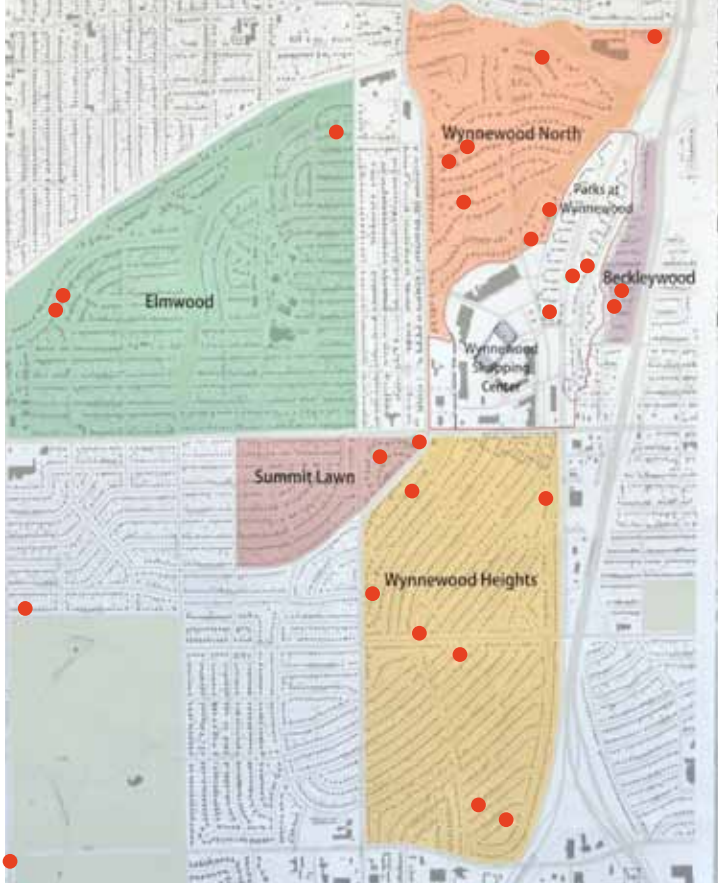 Wynnewood North
Parks at
Wynnewood
Beckleywood
Elmwood
Wynnewood
Shopping
Center
Summit Lawn
Wynnewood Heights